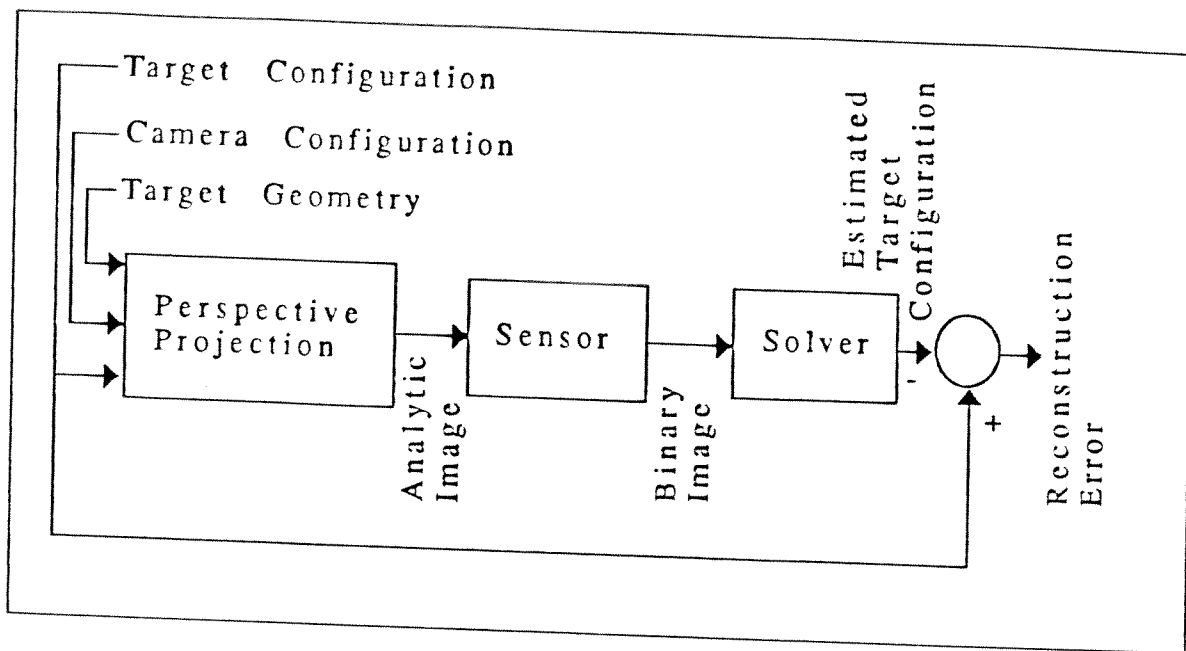 Target Configuration
Camera Configuration
Target Geometry
Perspective
Projection
Analytic
Image
Sensor
Binary
Image
Solver
Estimated
Target
Configuration
-
+
Reconstruction
Error